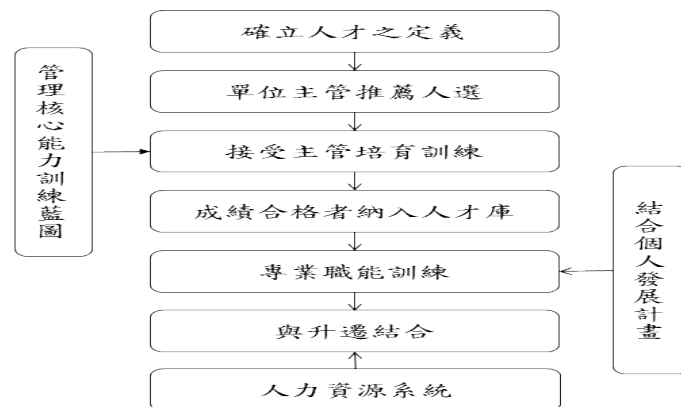 確立人才之定義
單位主管推薦人選
管理核心能力訓練藍圖
接受主管培育訓練
成績合格者納入人才庫
專業職能訓練
結合個人發展計畫
與升遷結合
人力資源系統